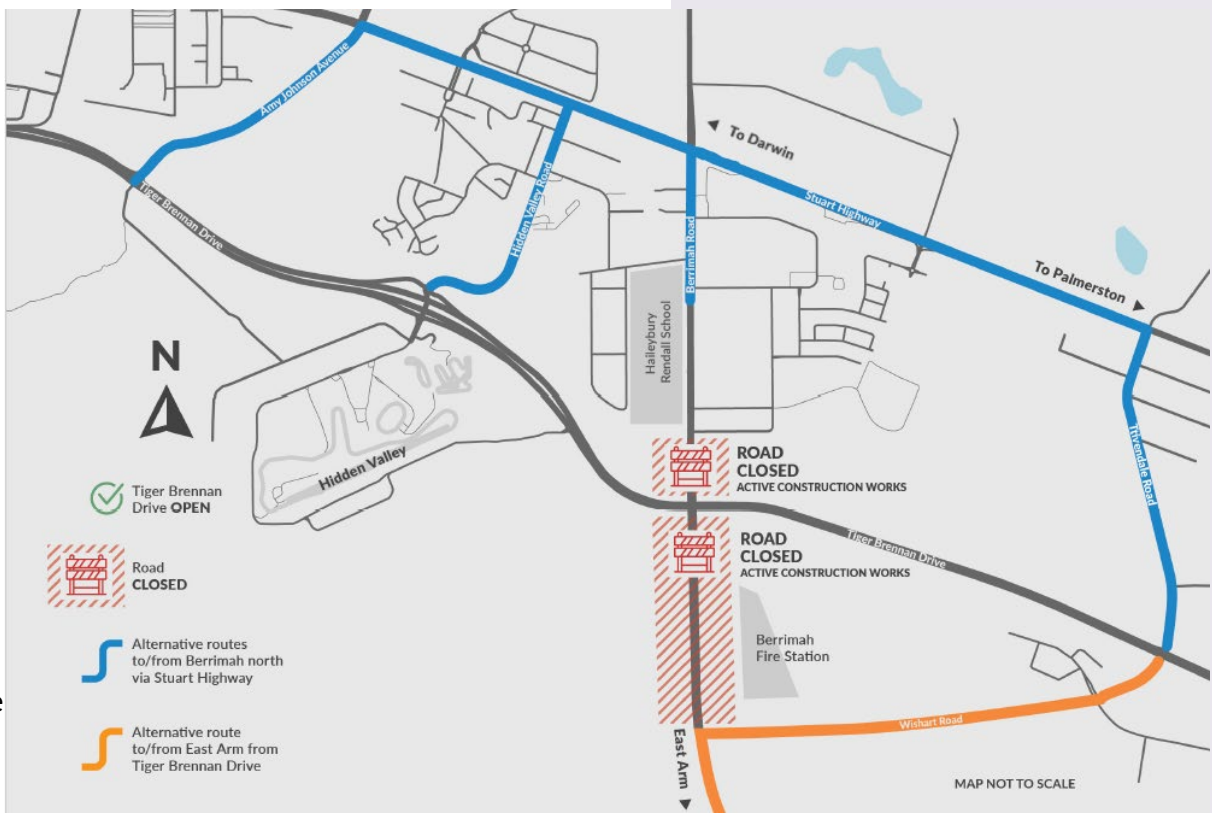 Amy Johnson Avenue
To Darwin
Stuart Highway
Hidden Valley Road
Tiger Brennan Drive
Berrimah Road
To Palmerston
Haileybury
Rendall School
N
Hidden Valley
ROAD
CLOSED
ACTIVE CONSTRUCTION WORKS
Tiger Brennan
Drive OPEN
ROAD
CLOSED
ACTIVE CONSTRUCTION WORKS
Tiger Brennan Drive
Road
CLOSED
Berrimah
Fire Station
Alternative routes
to/from Berrimah north
via Stuart Highway
Wishart Road
East Arm
Alternative route
to/from East Arm from
Tiger Brennan Drive
MAP NOT TO SCALE